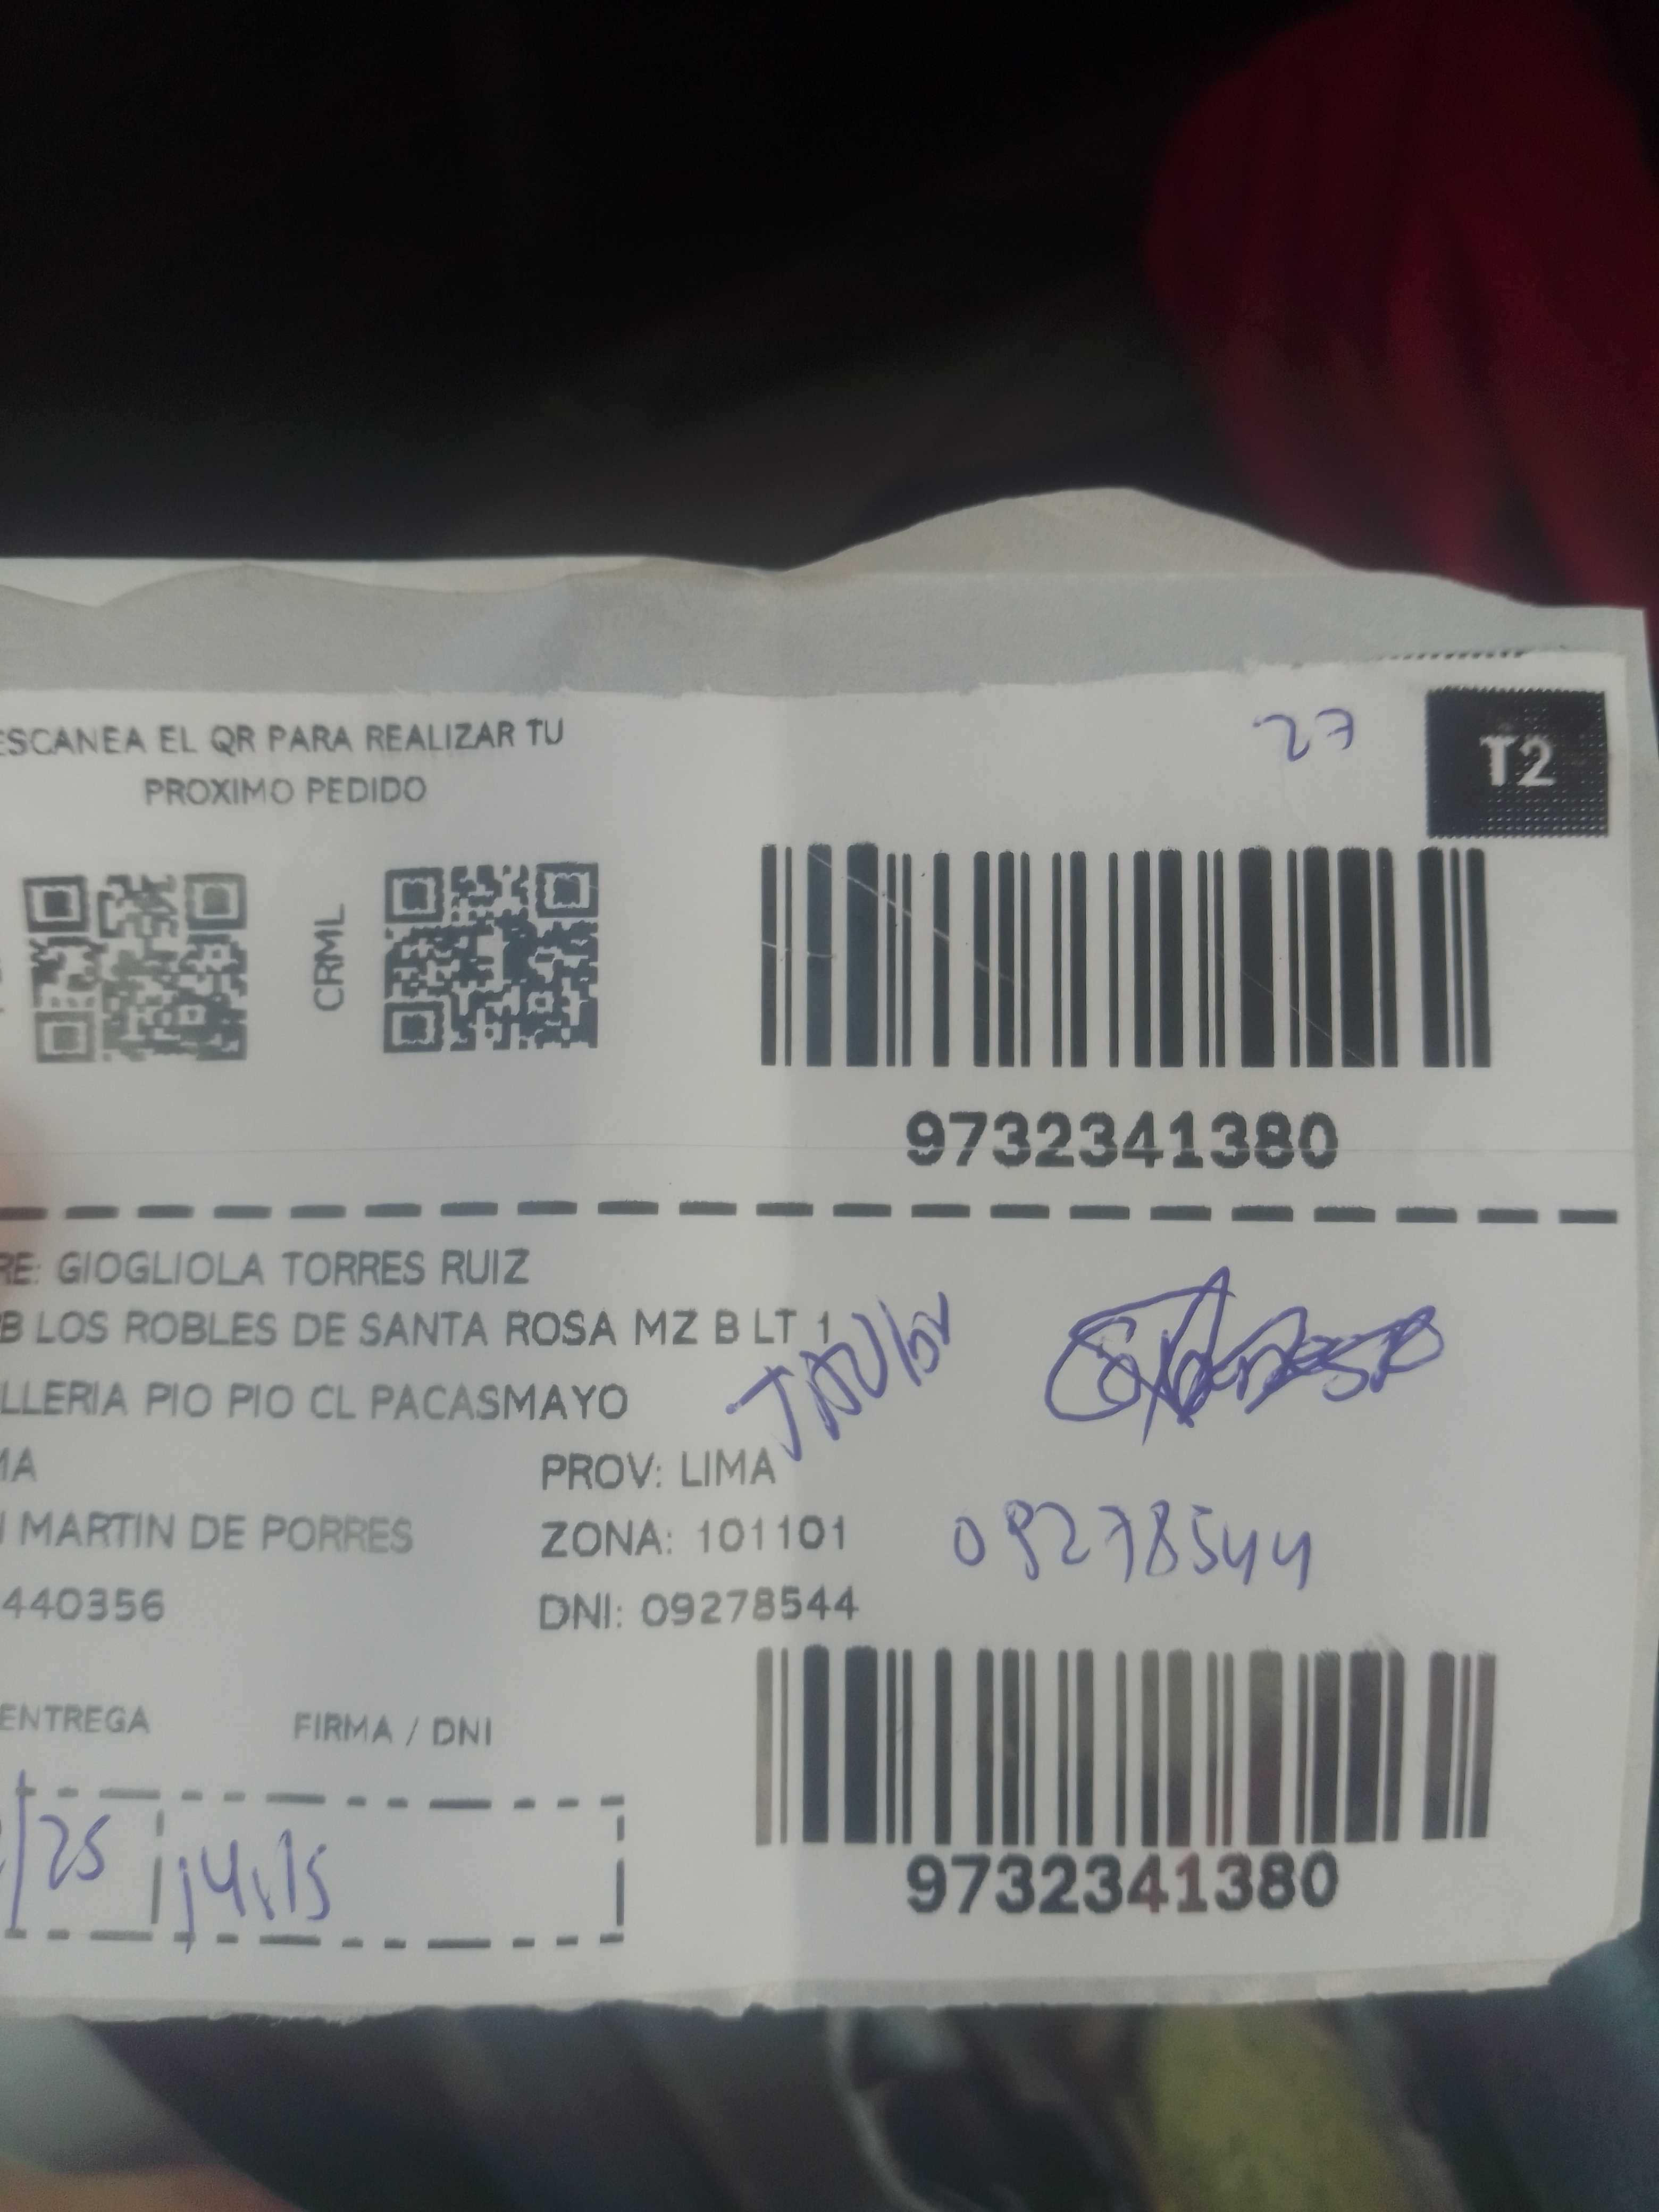 ESCANEA EL QR PARA REALIZAR TU
PROXIMO PEDIDO
27
T2
CRML
9732341380
RE: GIOGLIOLA TORRES RUIZ
B LOS ROBLES DE SANTA ROSA MZ B LT 1
LLERIA PIO PIO CL PACASMAYO
MA
PROV: LIMA
MARTIN DE PORRES
ZONA: 101101
09278544
440356
DNI: 09278544
ENTREGA
FIRMA / DNI
/25
14:15
9732341380